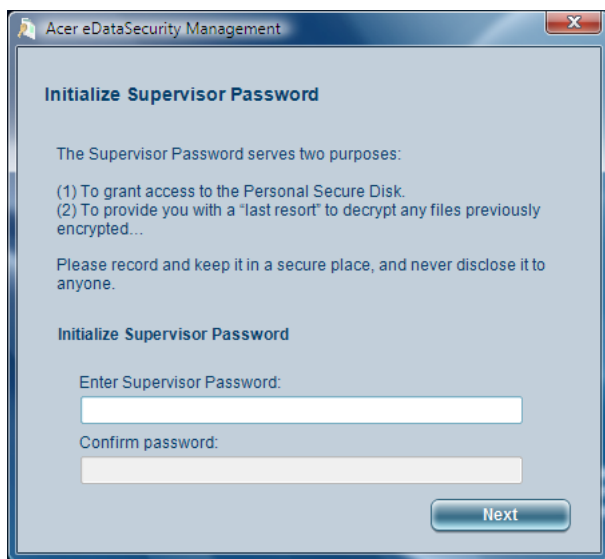 Acer eDataSecurity Management
Initialize Supervisor Password
The Supervisor Password serves two purposes:
(1) To grant access to the Personal Secure Disk.
(2) To provide you with a “last resort” to decrypt any files previously
encrypted...
Please record and keep it in a secure place, and never disclose it to
anyone.
Initialize Supervisor Password
Enter Supervisor Password:
Confirm password:
Next